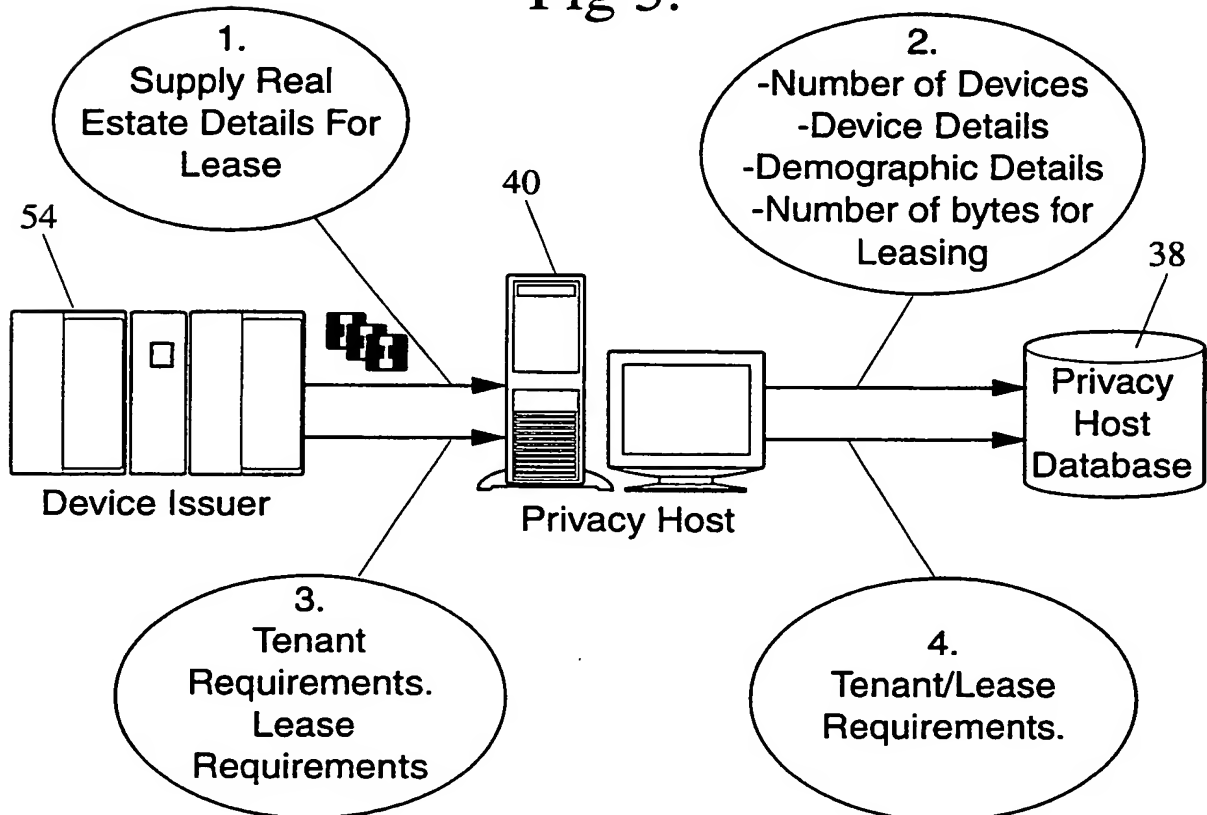 Fig 3.
1.
Supply Real
Estate Details For
Lease
2.
-Number of Devices
-Device Details
-Demographic Details
-Number of bytes for
Leasing
54
40
38
Device Issuer
Privacy Host
Privacy
Host
Database
3.
Tenant
Requirements.
Lease
Requirements
4.
Tenant/Lease
Requirements.